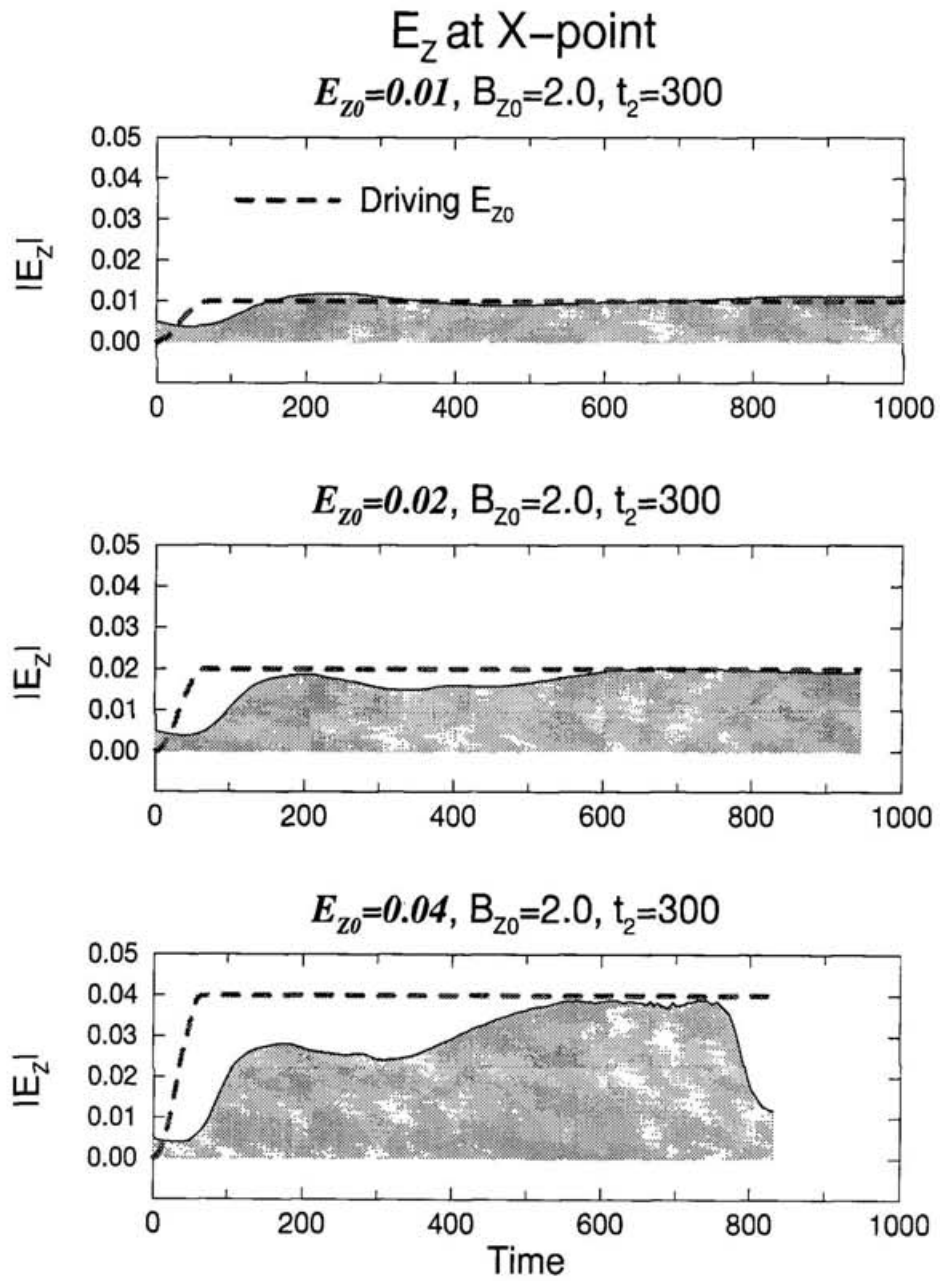 E_Z at X-point
E_Z0=0.01, B_Z0=2.0, t_2=300
0.05
0.04
0.03
0.02
0.01
0.00
|E_Z|
Driving E_Z0
0 200 400 600 800 1000
E_Z0=0.02, B_Z0=2.0, t_2=300
0.05
0.04
0.03
0.02
0.01
0.00
|E_Z|
0 200 400 600 800 1000
E_Z0=0.04, B_Z0=2.0, t_2=300
0.05
0.04
0.03
0.02
0.01
0.00
|E_Z|
0 200 400 600 800 1000
Time